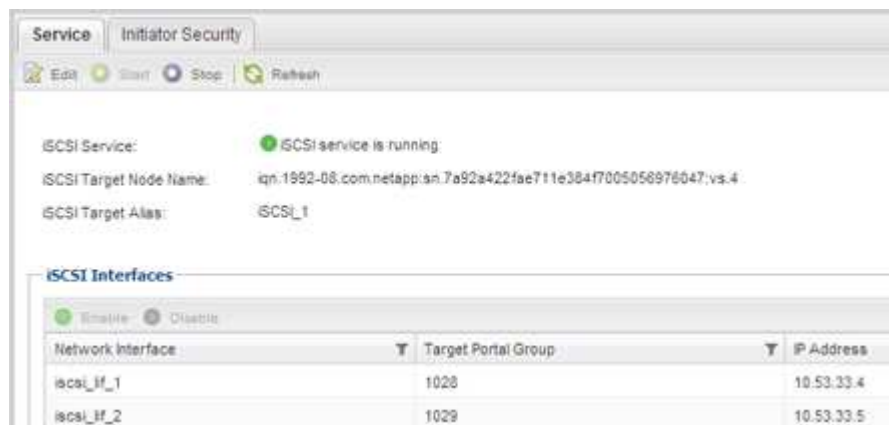 Service Initiator Security
Edit Start Stop Refresh
iSCSI Service: iSCSI service is running
iSCSI Target Node Name: iqn.1992-08.com.netapp:sn.7a92a422fae711e384f7005056976047:vs.4
iSCSI Target Alias: iSCSI_1
iSCSI Interfaces
Enable Disable
Network Interface Target Portal Group IP Address
iscsi_lif_1 1028 10.53.33.4
iscsi_lif_2 1029 10.53.33.5